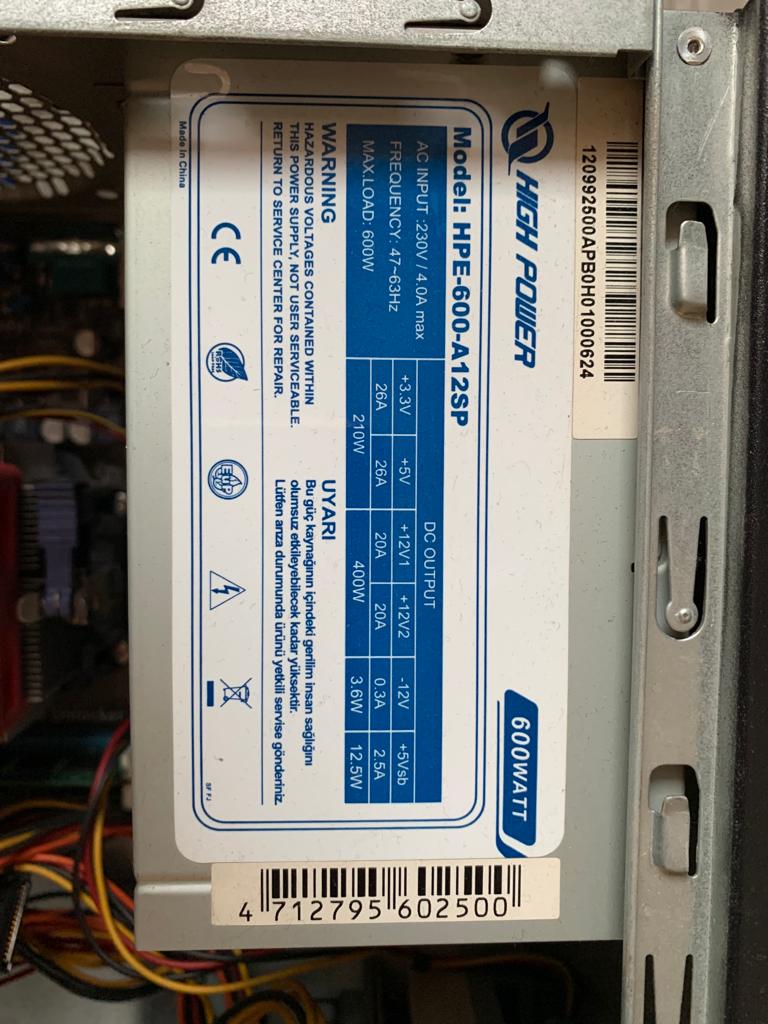 120992500APB0H01000624
HIGH POWER
600WATT
Model: HPE-600-A12SP
AC INPUT :230V / 4.0A max
FREQUENCY: 47~63Hz
MAX.LOAD: 600W
DC OUTPUT
+3.3V +5V +12V1 +12V2 -12V +5Vsb
26A 26A 20A 20A 0.3A 2.5A
210W 400W 3.6W 12.5W
WARNING
HAZARDOUS VOLTAGES CONTAINED WITHIN
THIS POWER SUPPLY, NOT USER SERVICEABLE.
RETURN TO SERVICE CENTER FOR REPAIR.
UYARI
Bu güç kaynağının içindeki gerilim insan sağlığını
olumsuz etkileyebilecek kadar yüksektir.
Lütfen arıza durumunda ürünü yetkili servise gönderiniz.
CE
RoHS
EUP
Made in China
SF PJ
4 712795 602500